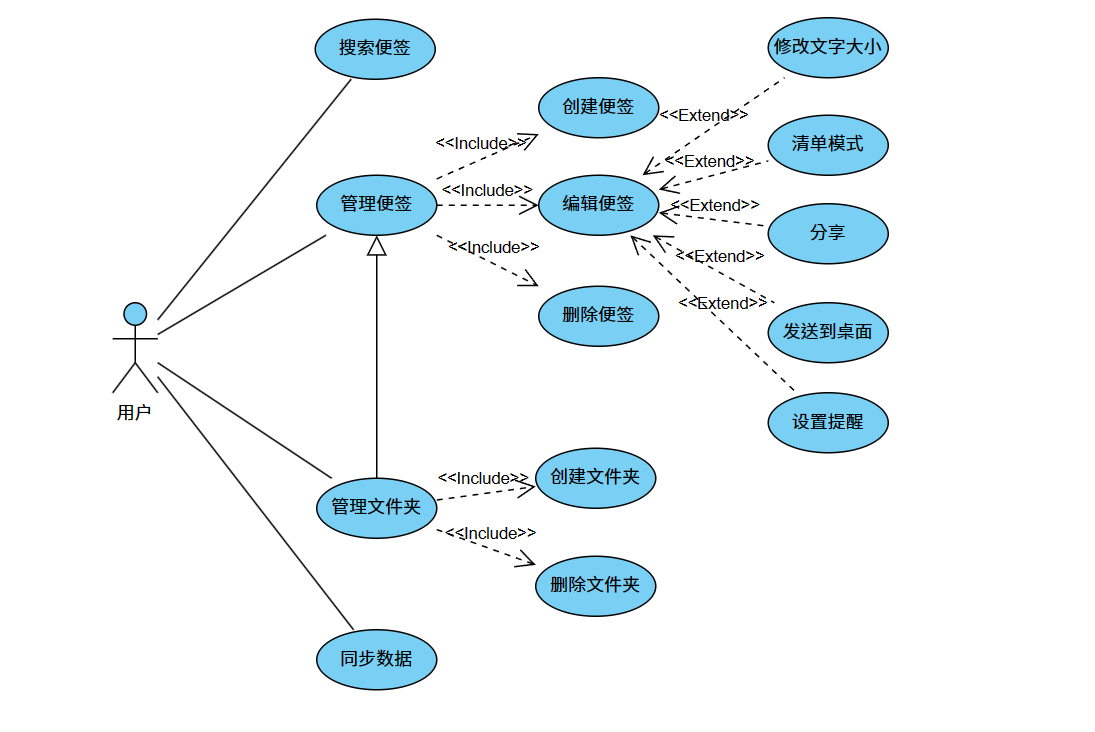 搜索便签
修改文字大小
创建便签
<<Extend>>
<<Include>>
清单模式
<<Extend>>
<<Include>>
管理便签
编辑便签
<<Extend>>
分享
<<Include>>
<<Extend>>
<<Extend>>
删除便签
发送到桌面
用户
设置提醒
<<Include>>
创建文件夹
管理文件夹
<<Include>>
删除文件夹
同步数据